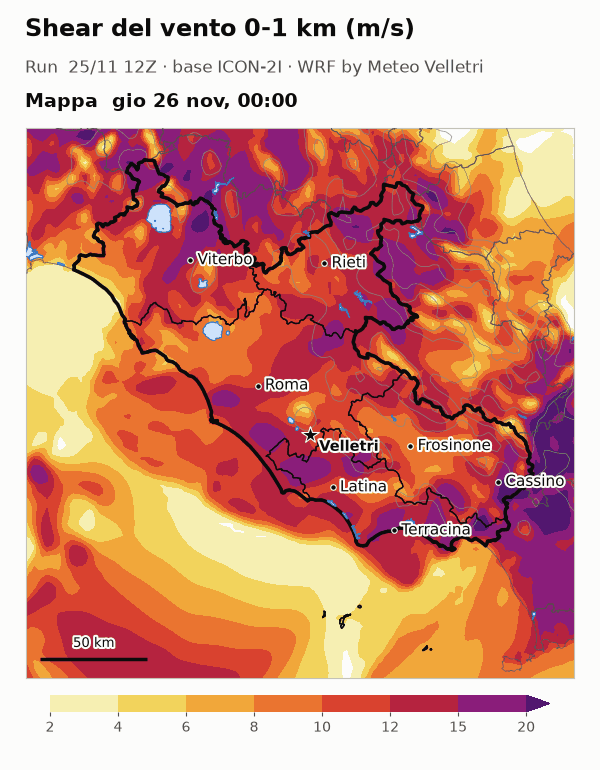 Shear del vento 0-1 km (m/s)
Run  25/11 12Z · base ICON-2I · WRF by Meteo Velletri
Mappa  gio 26 nov, 00:00
Viterbo
Rieti
Roma
Velletri
Frosinone
Latina
Cassino
Terracina
50 km
2 4 6 8 10 12 15 20